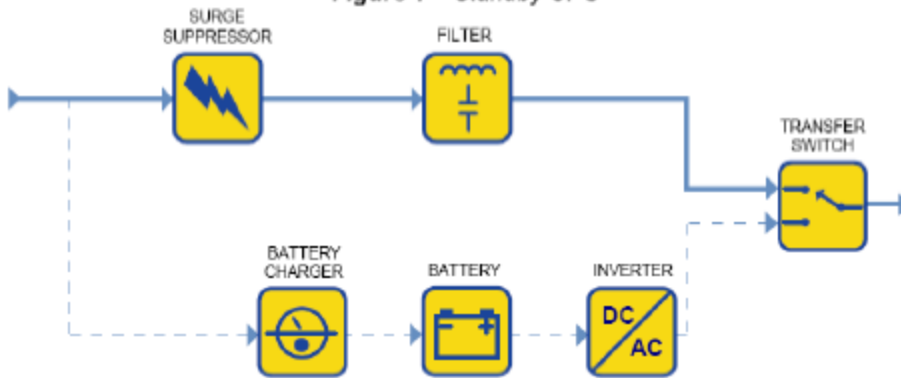 SURGE
SUPPRESSOR
FILTER
TRANSFER
SWITCH
BATTERY
CHARGER
BATTERY
INVERTER
DC
AC